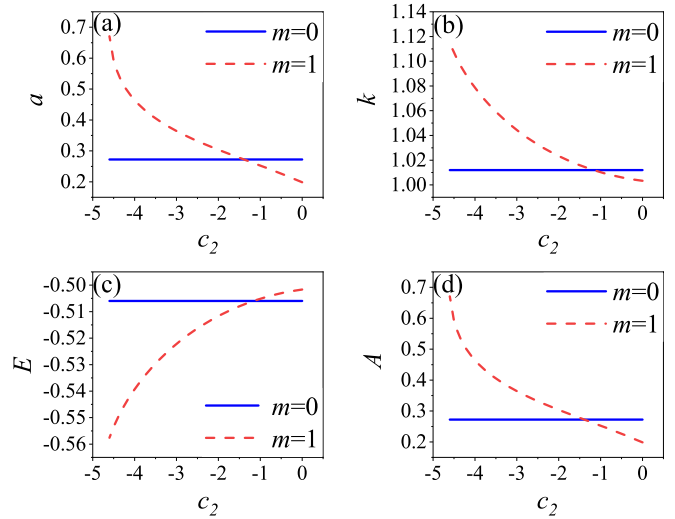 (a)
0.7
0.6
0.5
0.4
0.3
0.2
a
m=0
m=1
-5 -4 -3 -2 -1 0
c₂
(b)
1.14
1.12
1.10
1.08
1.06
1.04
1.02
1.00
k
m=0
m=1
-5 -4 -3 -2 -1 0
c₂
(c)
-0.50
-0.51
-0.52
-0.53
-0.54
-0.55
-0.56
E
m=0
m=1
-5 -4 -3 -2 -1 0
c₂
(d)
0.7
0.6
0.5
0.4
0.3
0.2
A
m=0
m=1
-5 -4 -3 -2 -1 0
c₂